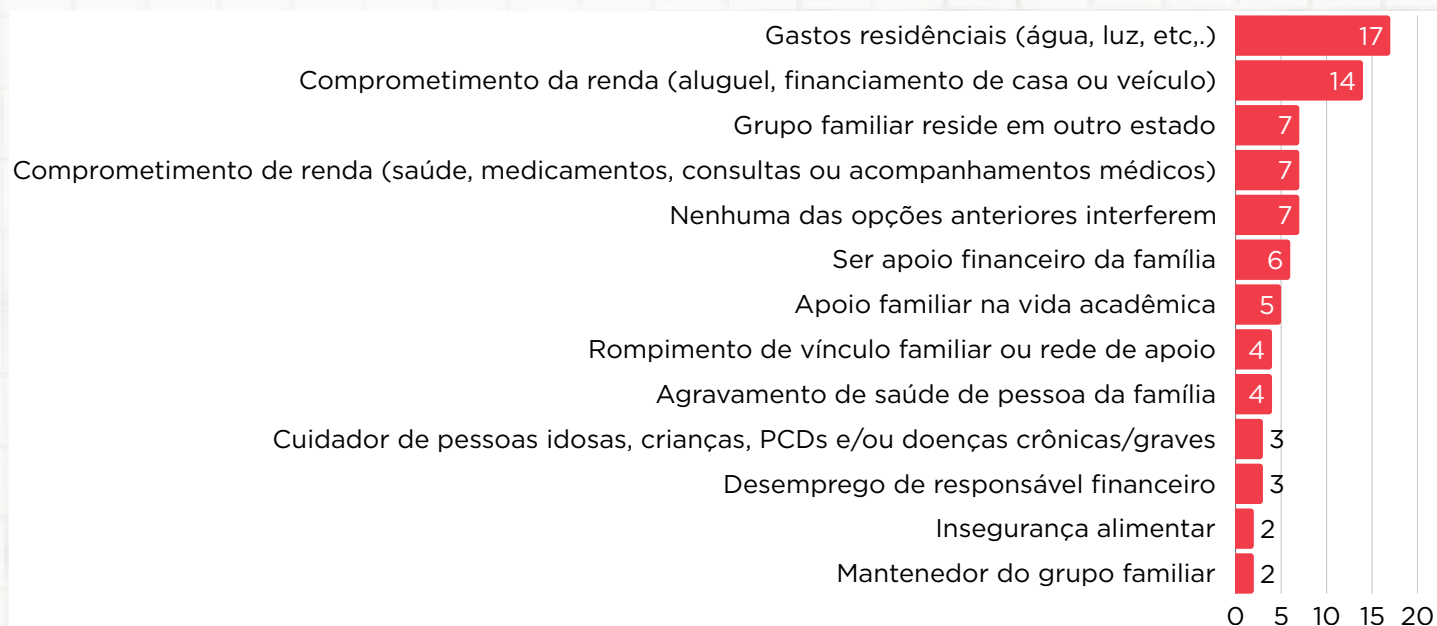 Gastos residênciais (água, luz, etc,.) 17
Comprometimento da renda (aluguel, financiamento de casa ou veículo) 14
Grupo familiar reside em outro estado 7
Comprometimento de renda (saúde, medicamentos, consultas ou acompanhamentos médicos) 7
Nenhuma das opções anteriores interferem 7
Ser apoio financeiro da família 6
Apoio familiar na vida acadêmica 5
Rompimento de vínculo familiar ou rede de apoio 4
Agravamento de saúde de pessoa da família 4
Cuidador de pessoas idosas, crianças, PCDs e/ou doenças crônicas/graves 3
Desemprego de responsável financeiro 3
Insegurança alimentar 2
Mantenedor do grupo familiar 2
0 5 10 15 20